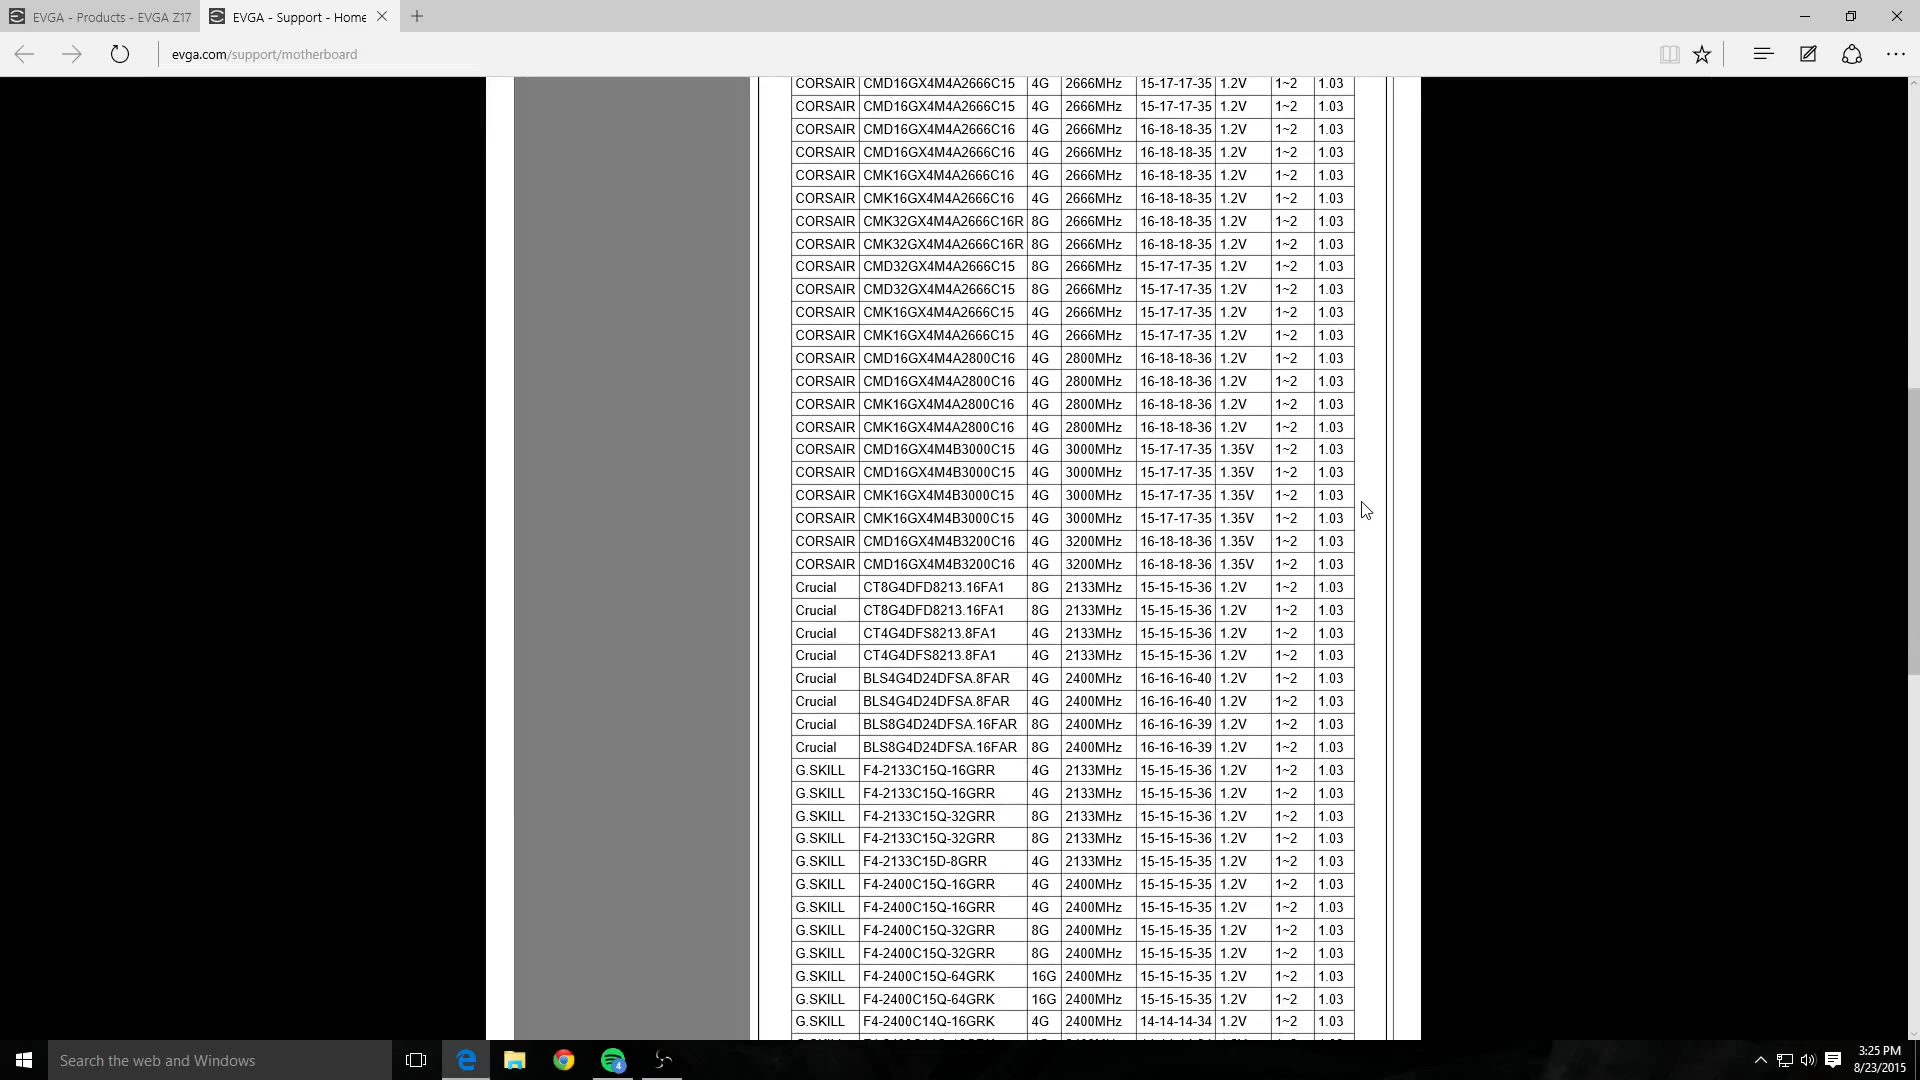 EVGA - Products - EVGA Z17
EVGA - Support - Home
evga.com/support/motherboard
CORSAIR CMD16GX4M4A2666C15 4G 2666MHz 15-17-17-35 1.2V 1~2 1.03
CORSAIR CMD16GX4M4A2666C15 4G 2666MHz 15-17-17-35 1.2V 1~2 1.03
CORSAIR CMD16GX4M4A2666C16 4G 2666MHz 16-18-18-35 1.2V 1~2 1.03
CORSAIR CMD16GX4M4A2666C16 4G 2666MHz 16-18-18-35 1.2V 1~2 1.03
CORSAIR CMK16GX4M4A2666C16 4G 2666MHz 16-18-18-35 1.2V 1~2 1.03
CORSAIR CMK16GX4M4A2666C16 4G 2666MHz 16-18-18-35 1.2V 1~2 1.03
CORSAIR CMK32GX4M4A2666C16R 8G 2666MHz 16-18-18-35 1.2V 1~2 1.03
CORSAIR CMK32GX4M4A2666C16R 8G 2666MHz 16-18-18-35 1.2V 1~2 1.03
CORSAIR CMD32GX4M4A2666C15 8G 2666MHz 15-17-17-35 1.2V 1~2 1.03
CORSAIR CMD32GX4M4A2666C15 8G 2666MHz 15-17-17-35 1.2V 1~2 1.03
CORSAIR CMK16GX4M4A2666C15 4G 2666MHz 15-17-17-35 1.2V 1~2 1.03
CORSAIR CMK16GX4M4A2666C15 4G 2666MHz 15-17-17-35 1.2V 1~2 1.03
CORSAIR CMD16GX4M4A2800C16 4G 2800MHz 16-18-18-36 1.2V 1~2 1.03
CORSAIR CMD16GX4M4A2800C16 4G 2800MHz 16-18-18-36 1.2V 1~2 1.03
CORSAIR CMK16GX4M4A2800C16 4G 2800MHz 16-18-18-36 1.2V 1~2 1.03
CORSAIR CMK16GX4M4A2800C16 4G 2800MHz 16-18-18-36 1.2V 1~2 1.03
CORSAIR CMD16GX4M4B3000C15 4G 3000MHz 15-17-17-35 1.35V 1~2 1.03
CORSAIR CMD16GX4M4B3000C15 4G 3000MHz 15-17-17-35 1.35V 1~2 1.03
CORSAIR CMK16GX4M4B3000C15 4G 3000MHz 15-17-17-35 1.35V 1~2 1.03
CORSAIR CMK16GX4M4B3000C15 4G 3000MHz 15-17-17-35 1.35V 1~2 1.03
CORSAIR CMD16GX4M4B3200C16 4G 3200MHz 16-18-18-36 1.35V 1~2 1.03
CORSAIR CMD16GX4M4B3200C16 4G 3200MHz 16-18-18-36 1.35V 1~2 1.03
Crucial CT8G4DFD8213.16FA1 8G 2133MHz 15-15-15-36 1.2V 1~2 1.03
Crucial CT8G4DFD8213.16FA1 8G 2133MHz 15-15-15-36 1.2V 1~2 1.03
Crucial CT4G4DFS8213.8FA1 4G 2133MHz 15-15-15-36 1.2V 1~2 1.03
Crucial CT4G4DFS8213.8FA1 4G 2133MHz 15-15-15-36 1.2V 1~2 1.03
Crucial BLS4G4D24DFSA.8FAR 4G 2400MHz 16-16-16-40 1.2V 1~2 1.03
Crucial BLS4G4D24DFSA.8FAR 4G 2400MHz 16-16-16-40 1.2V 1~2 1.03
Crucial BLS8G4D24DFSA.16FAR 8G 2400MHz 16-16-16-39 1.2V 1~2 1.03
Crucial BLS8G4D24DFSA.16FAR 8G 2400MHz 16-16-16-39 1.2V 1~2 1.03
G.SKILL F4-2133C15Q-16GRR 4G 2133MHz 15-15-15-36 1.2V 1~2 1.03
G.SKILL F4-2133C15Q-16GRR 4G 2133MHz 15-15-15-36 1.2V 1~2 1.03
G.SKILL F4-2133C15Q-32GRR 8G 2133MHz 15-15-15-36 1.2V 1~2 1.03
G.SKILL F4-2133C15Q-32GRR 8G 2133MHz 15-15-15-36 1.2V 1~2 1.03
G.SKILL F4-2133C15D-8GRR 4G 2133MHz 15-15-15-35 1.2V 1~2 1.03
G.SKILL F4-2400C15Q-16GRR 4G 2400MHz 15-15-15-35 1.2V 1~2 1.03
G.SKILL F4-2400C15Q-16GRR 4G 2400MHz 15-15-15-35 1.2V 1~2 1.03
G.SKILL F4-2400C15Q-32GRR 8G 2400MHz 15-15-15-35 1.2V 1~2 1.03
G.SKILL F4-2400C15Q-32GRR 8G 2400MHz 15-15-15-35 1.2V 1~2 1.03
G.SKILL F4-2400C15Q-64GRK 16G 2400MHz 15-15-15-35 1.2V 1~2 1.03
G.SKILL F4-2400C15Q-64GRK 16G 2400MHz 15-15-15-35 1.2V 1~2 1.03
G.SKILL F4-2400C14Q-16GRK 4G 2400MHz 14-14-14-34 1.2V 1~2 1.03
Search the web and Windows
4
3:25 PM
8/23/2015